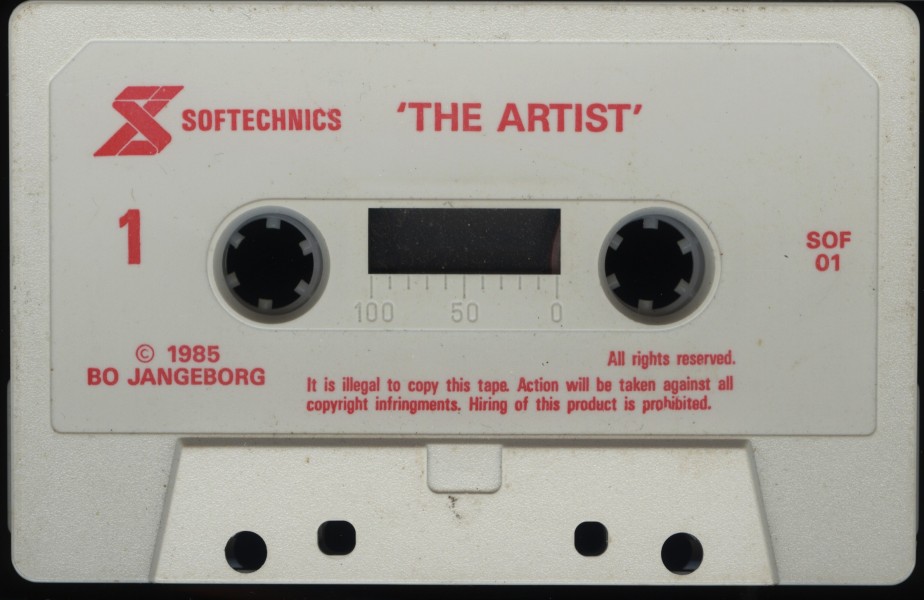 SOFTECHNICS 'THE ARTIST'
1
SOF
01
100 50 0
© 1985
BO JANGEBORG
All rights reserved.
It is illegal to copy this tape. Action will be taken against all
copyright infringments. Hiring of this product is prohibited.